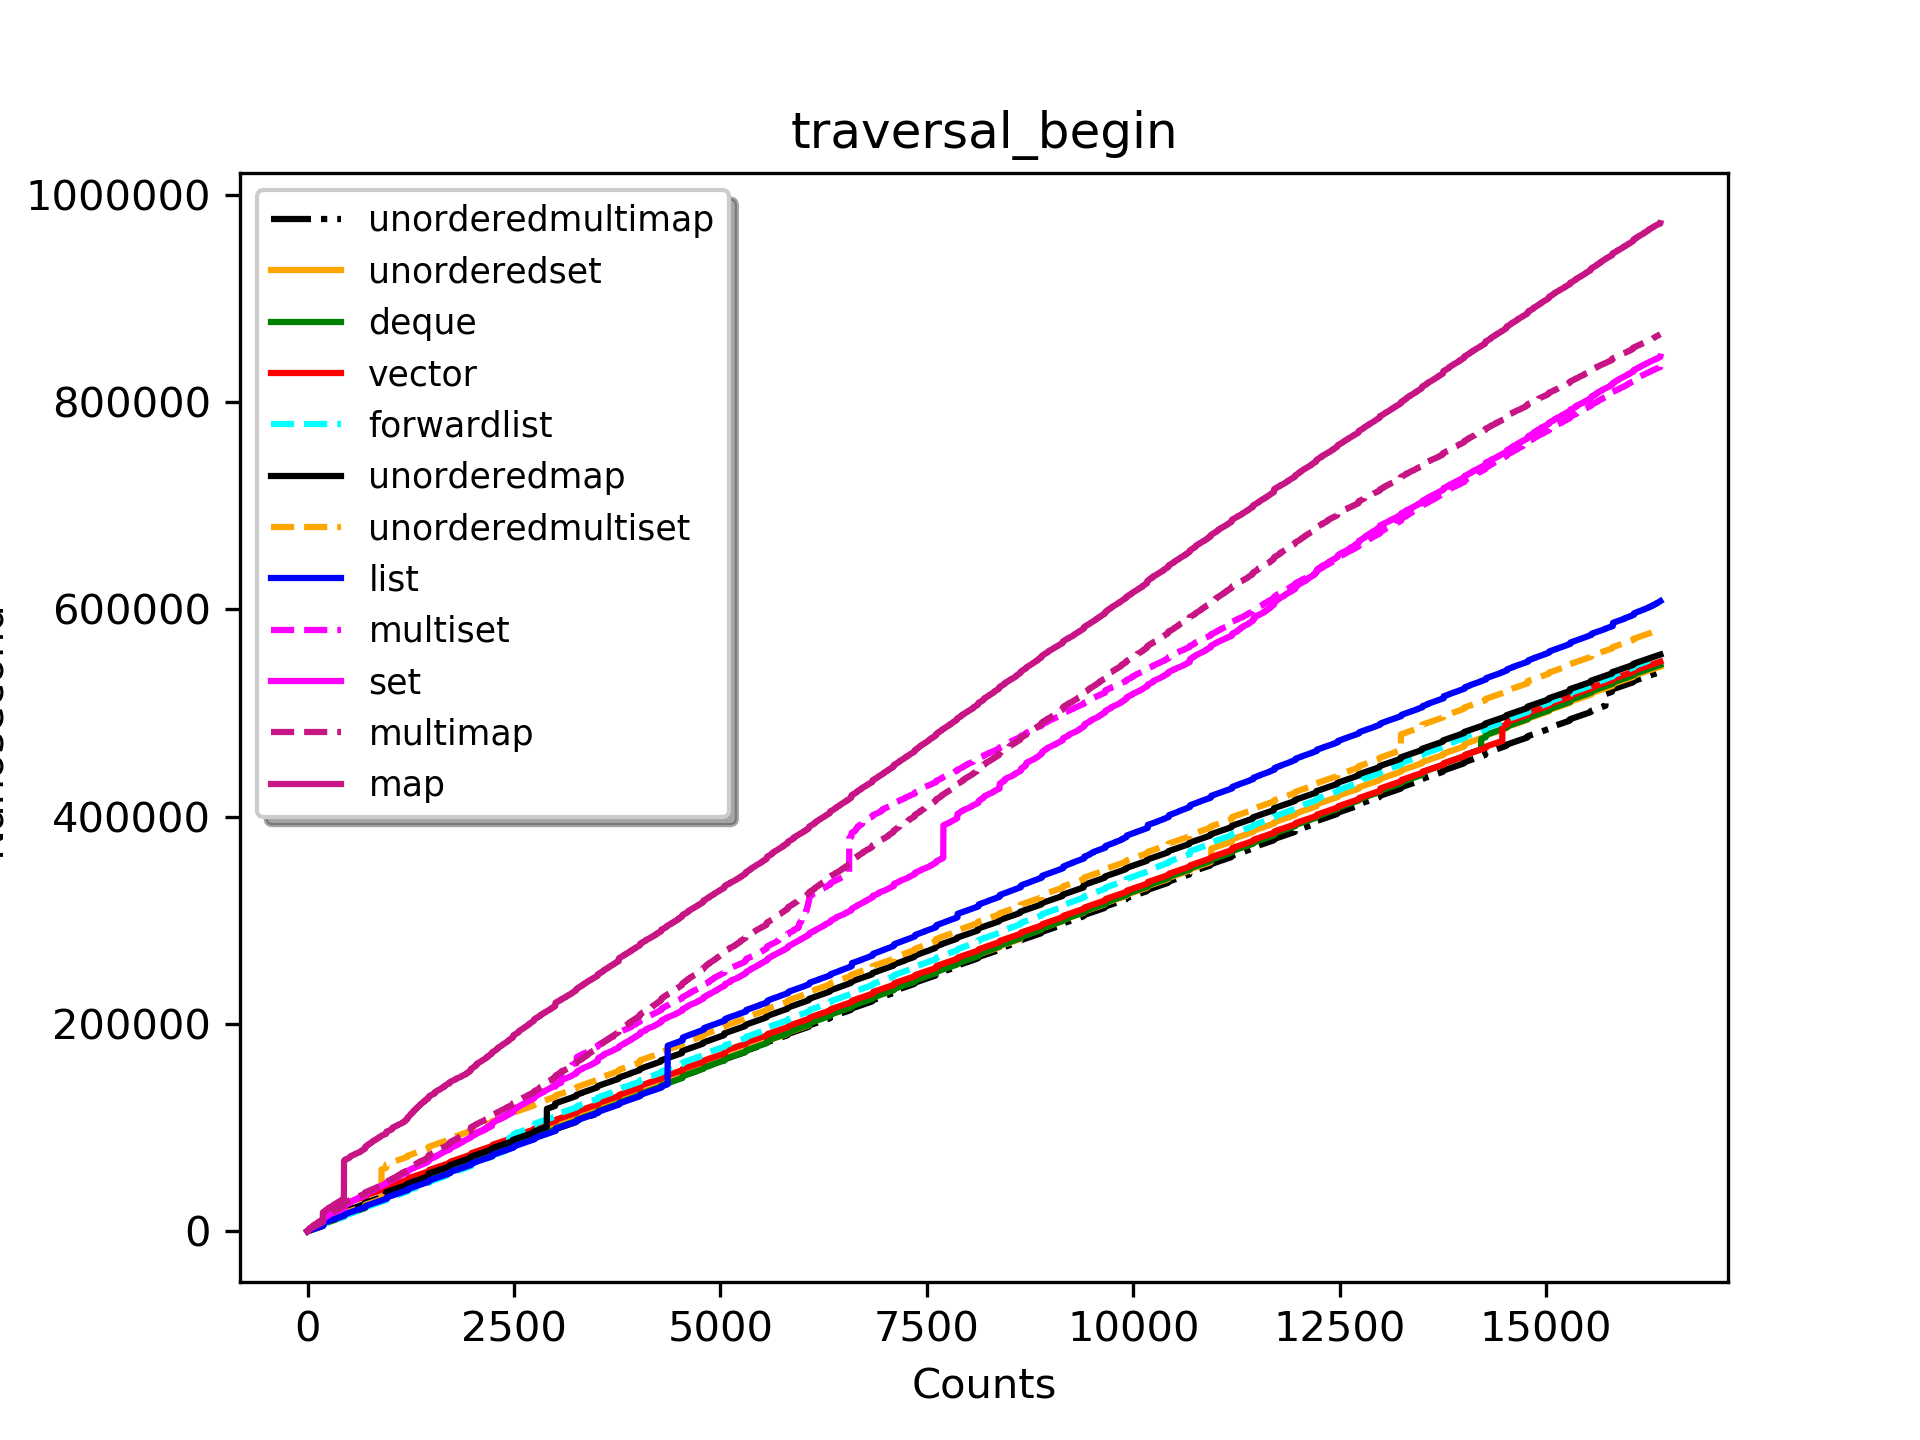 traversal_begin
1000000
800000
600000
400000
200000
0
unorderedmultimap
unorderedset
deque
vector
forwardlist
unorderedmap
unorderedmultiset
list
multiset
set
multimap
map
0 2500 5000 7500 10000 12500 15000
Counts